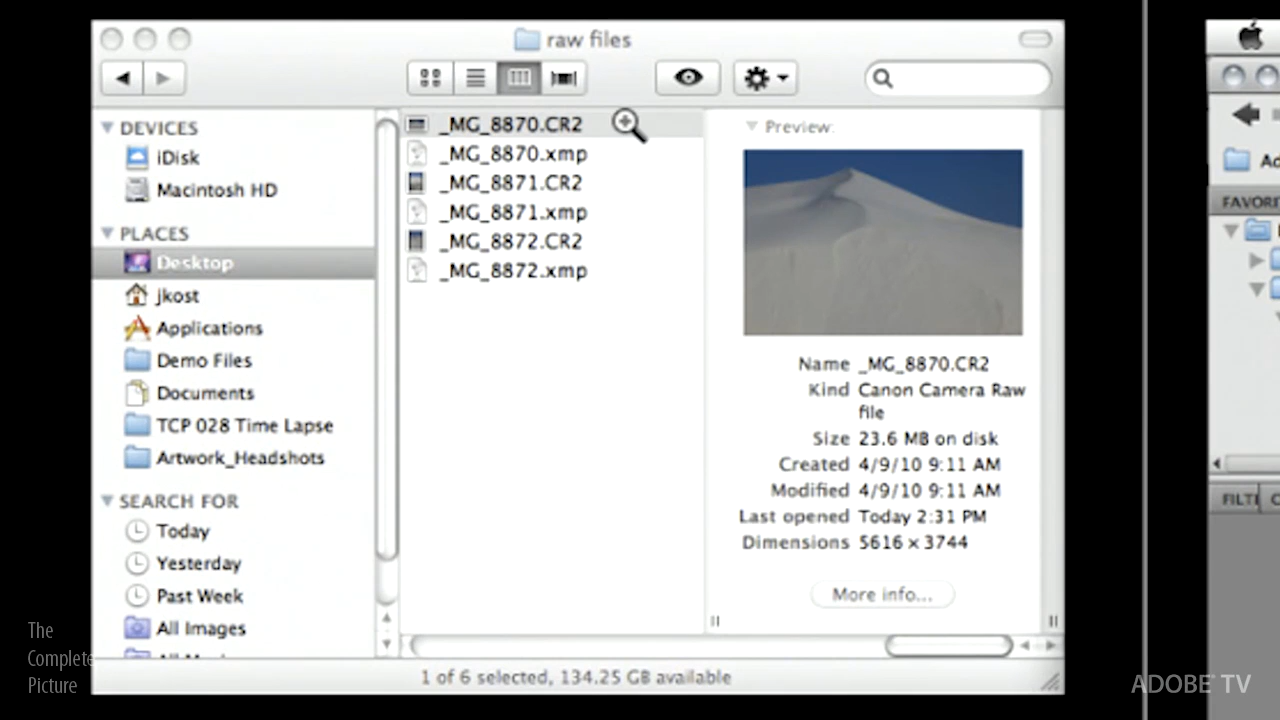 raw files
DEVICES
iDisk
Macintosh HD
PLACES
Desktop
jkost
Applications
Demo Files
Documents
TCP 028 Time Lapse
Artwork_Headshots
SEARCH FOR
Today
Yesterday
Past Week
All Images
_MG_8870.CR2
_MG_8870.xmp
_MG_8871.CR2
_MG_8871.xmp
_MG_8872.CR2
_MG_8872.xmp
Preview:
Name _MG_8870.CR2
Kind Canon Camera Raw
file
Size 23.6 MB on disk
Created 4/9/10 9:11 AM
Modified 4/9/10 9:11 AM
Last opened Today 2:31 PM
Dimensions 5616 × 3744
More info...
1 of 6 selected, 134.25 GB available
FILT
The
Complete
Picture
ADOBE TV